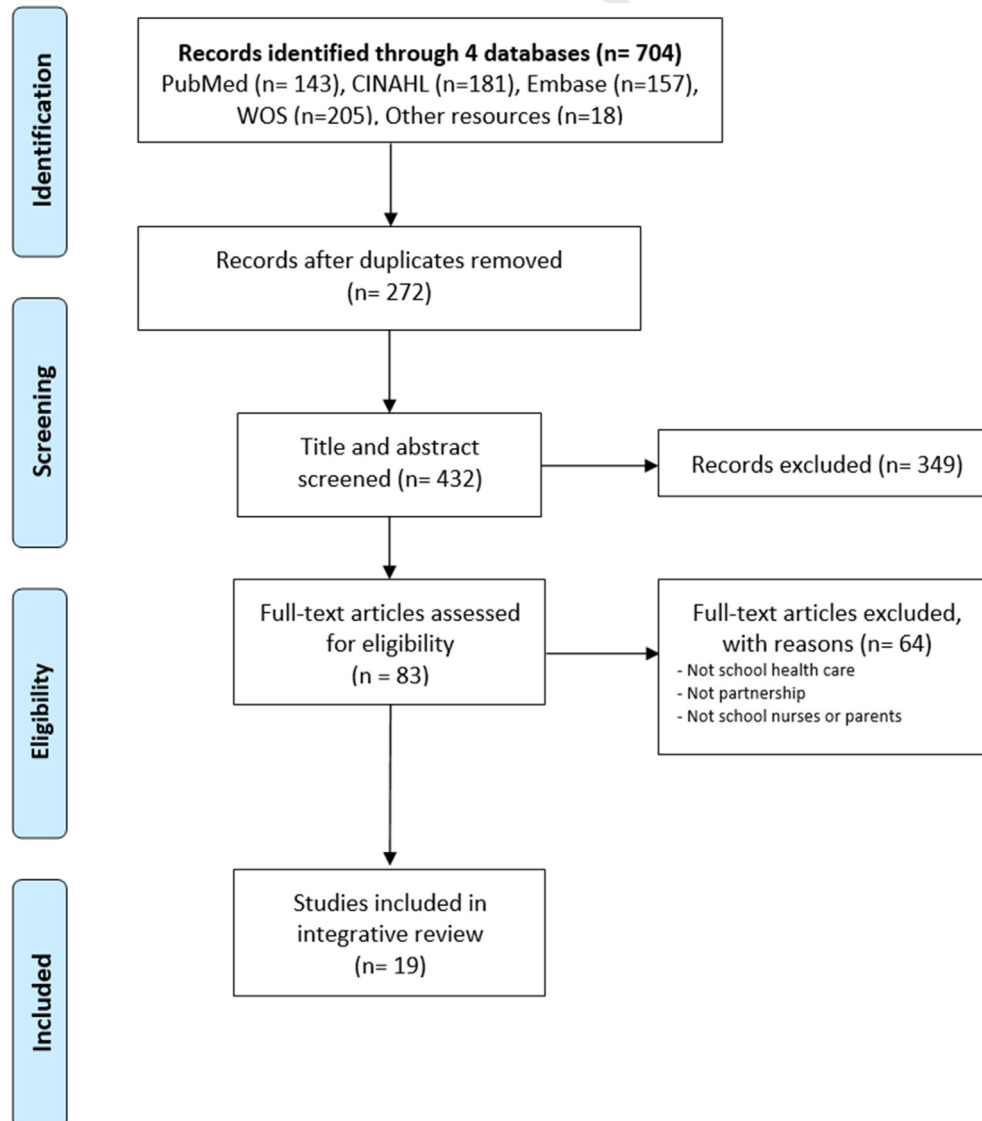 Identification
Records identified through 4 databases (n= 704)
PubMed (n= 143), CINAHL (n=181), Embase (n=157),
WOS (n=205), Other resources (n=18)
Records after duplicates removed
(n= 272)
Screening
Title and abstract
screened (n= 432)
Records excluded (n= 349)
Eligibility
Full-text articles assessed
for eligibility
(n = 83)
Full-text articles excluded,
with reasons (n= 64)
- Not school health care
- Not partnership
- Not school nurses or parents
Included
Studies included in
integrative review
(n= 19)